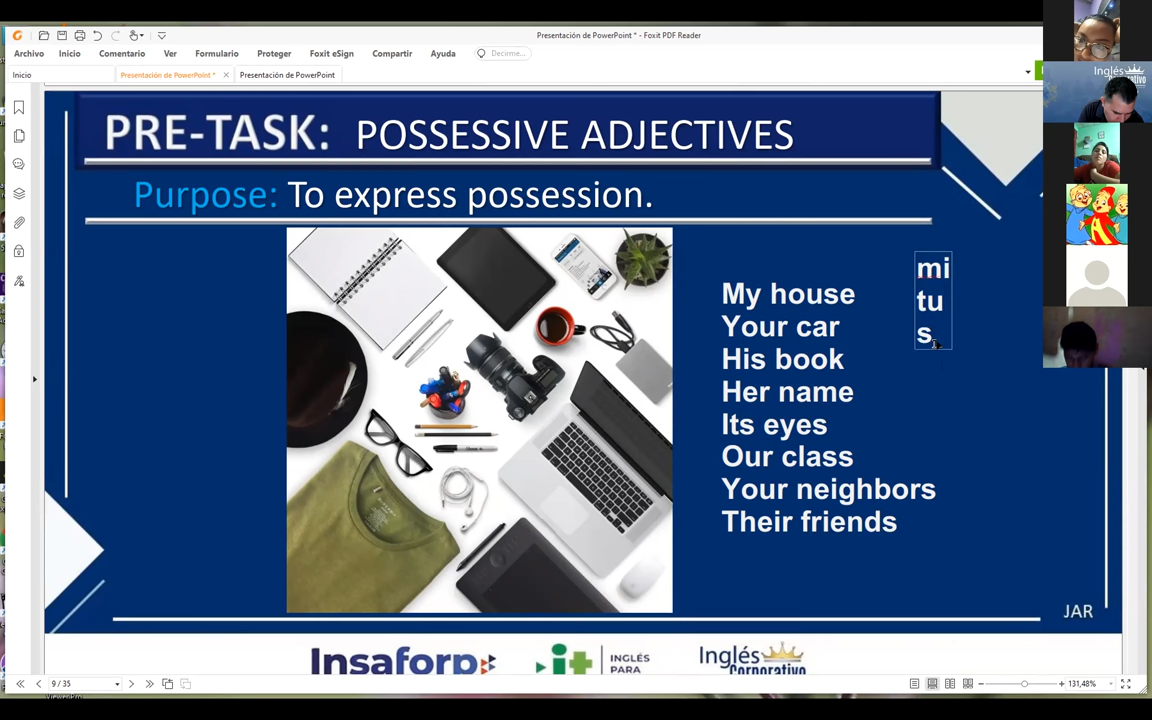 Presentación de PowerPoint * - Foxit PDF Reader
Archivo Inicio Comentario Ver Formulario Proteger Foxit eSign Compartir Ayuda Decirme...
Inicio Presentación de PowerPoint * Presentación de PowerPoint
PRE-TASK: POSSESSIVE ADJECTIVES
Purpose: To express possession.
My house
Your car
His book
Her name
Its eyes
Our class
Your neighbors
Their friends
mi
tu
s
JAR
Insaforp
it INGLÉS
PARA
Inglés
Corporativo
9 / 35
131,48%
Inglés
Corporativo